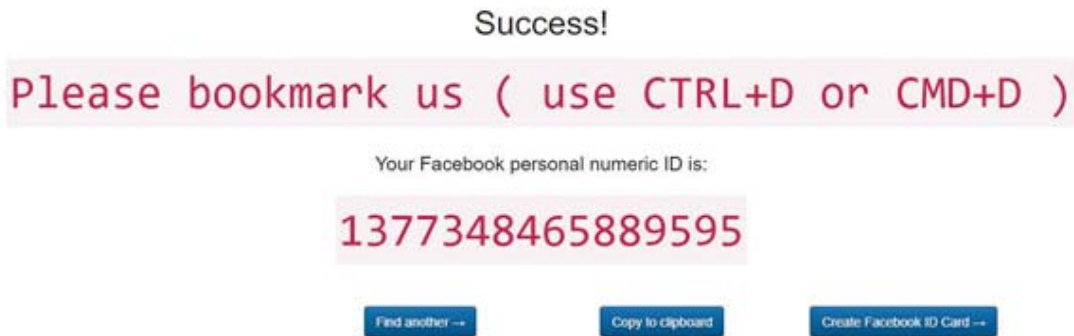 Success!
Please bookmark us ( use CTRL+D or CMD+D )
Your Facebook personal numeric ID is:
1377348465889595
Find another → Copy to clipboard Create Facebook ID Card →